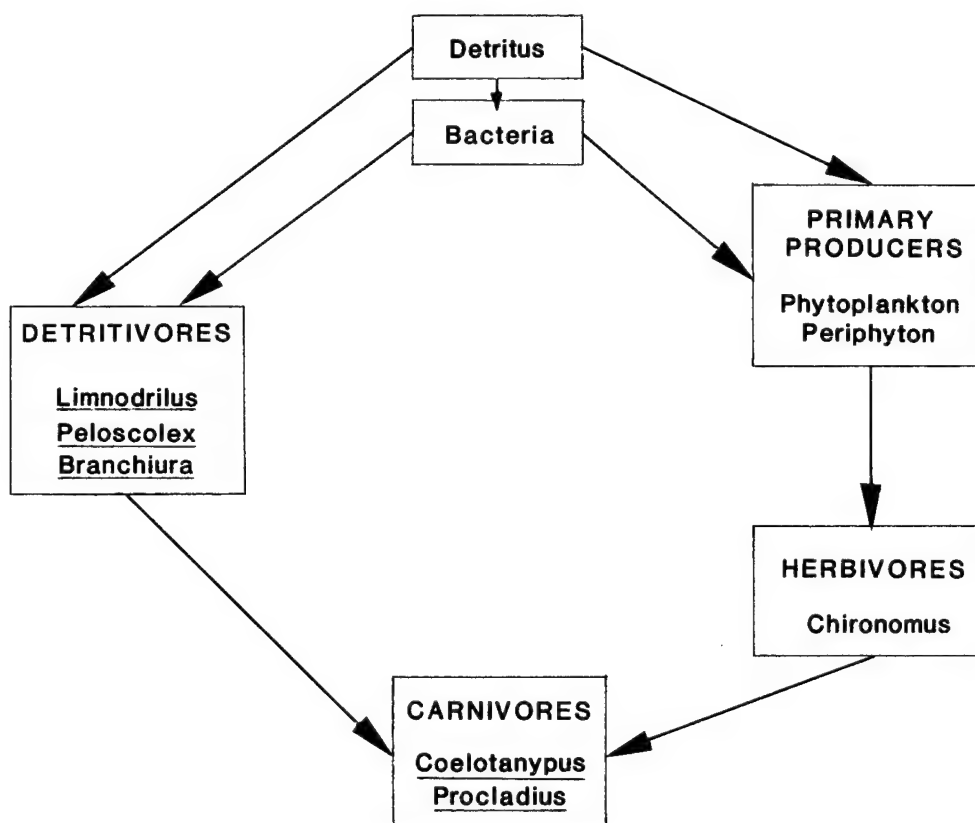 Detritus
Bacteria
PRIMARY
PRODUCERS
Phytoplankton
Periphyton
DETRITIVORES
Limnodrilus
Peloscolex
Branchiura
HERBIVORES
Chironomus
CARNIVORES
Coelotanypus
Procladius